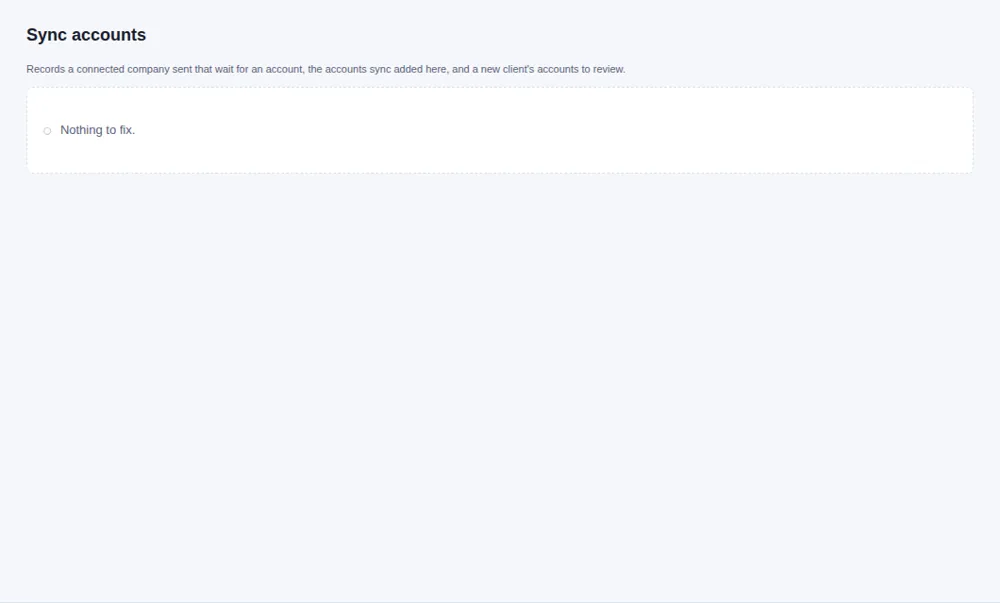 Sync accounts
Records a connected company sent that wait for an account, the accounts sync added here, and a new client's accounts to review.
Nothing to fix.